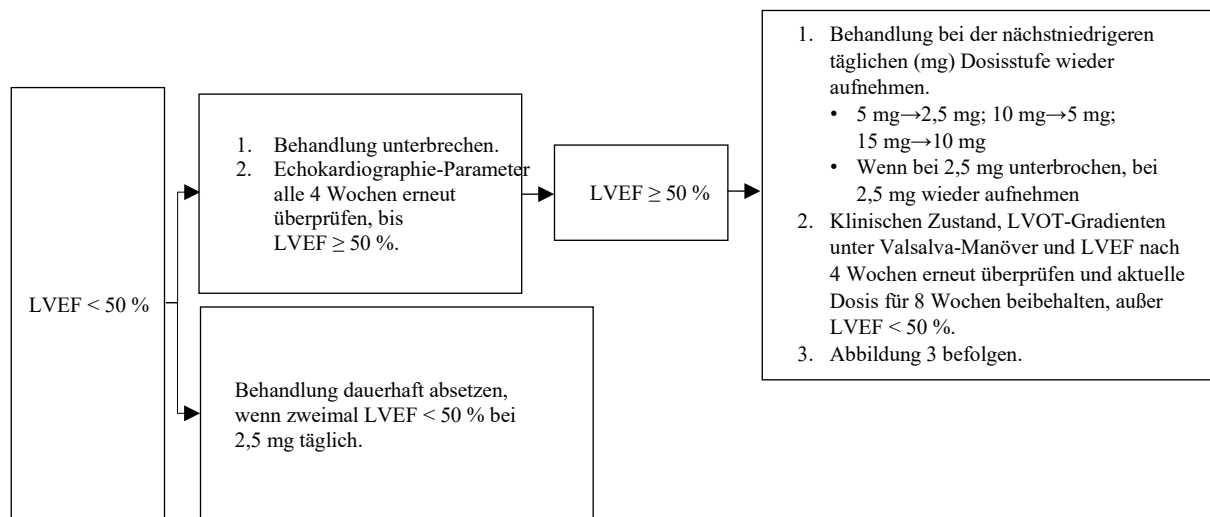 LVEF < 50 %
1. Behandlung unterbrechen.
2. Echokardiographie-Parameter
alle 4 Wochen erneut
überprüfen, bis
LVEF ≥ 50 %.
Behandlung dauerhaft absetzen,
wenn zweimal LVEF < 50 % bei
2,5 mg täglich.
LVEF ≥ 50 %
1. Behandlung bei der nächstniedrigeren
täglichen (mg) Dosisstufe wieder
aufnehmen.
• 5 mg→2,5 mg; 10 mg→5 mg;
15 mg→10 mg
• Wenn bei 2,5 mg unterbrochen, bei
2,5 mg wieder aufnehmen
2. Klinischen Zustand, LVOT-Gradienten
unter Valsalva-Manöver und LVEF nach
4 Wochen erneut überprüfen und aktuelle
Dosis für 8 Wochen beibehalten, außer
LVEF < 50 %.
3. Abbildung 3 befolgen.